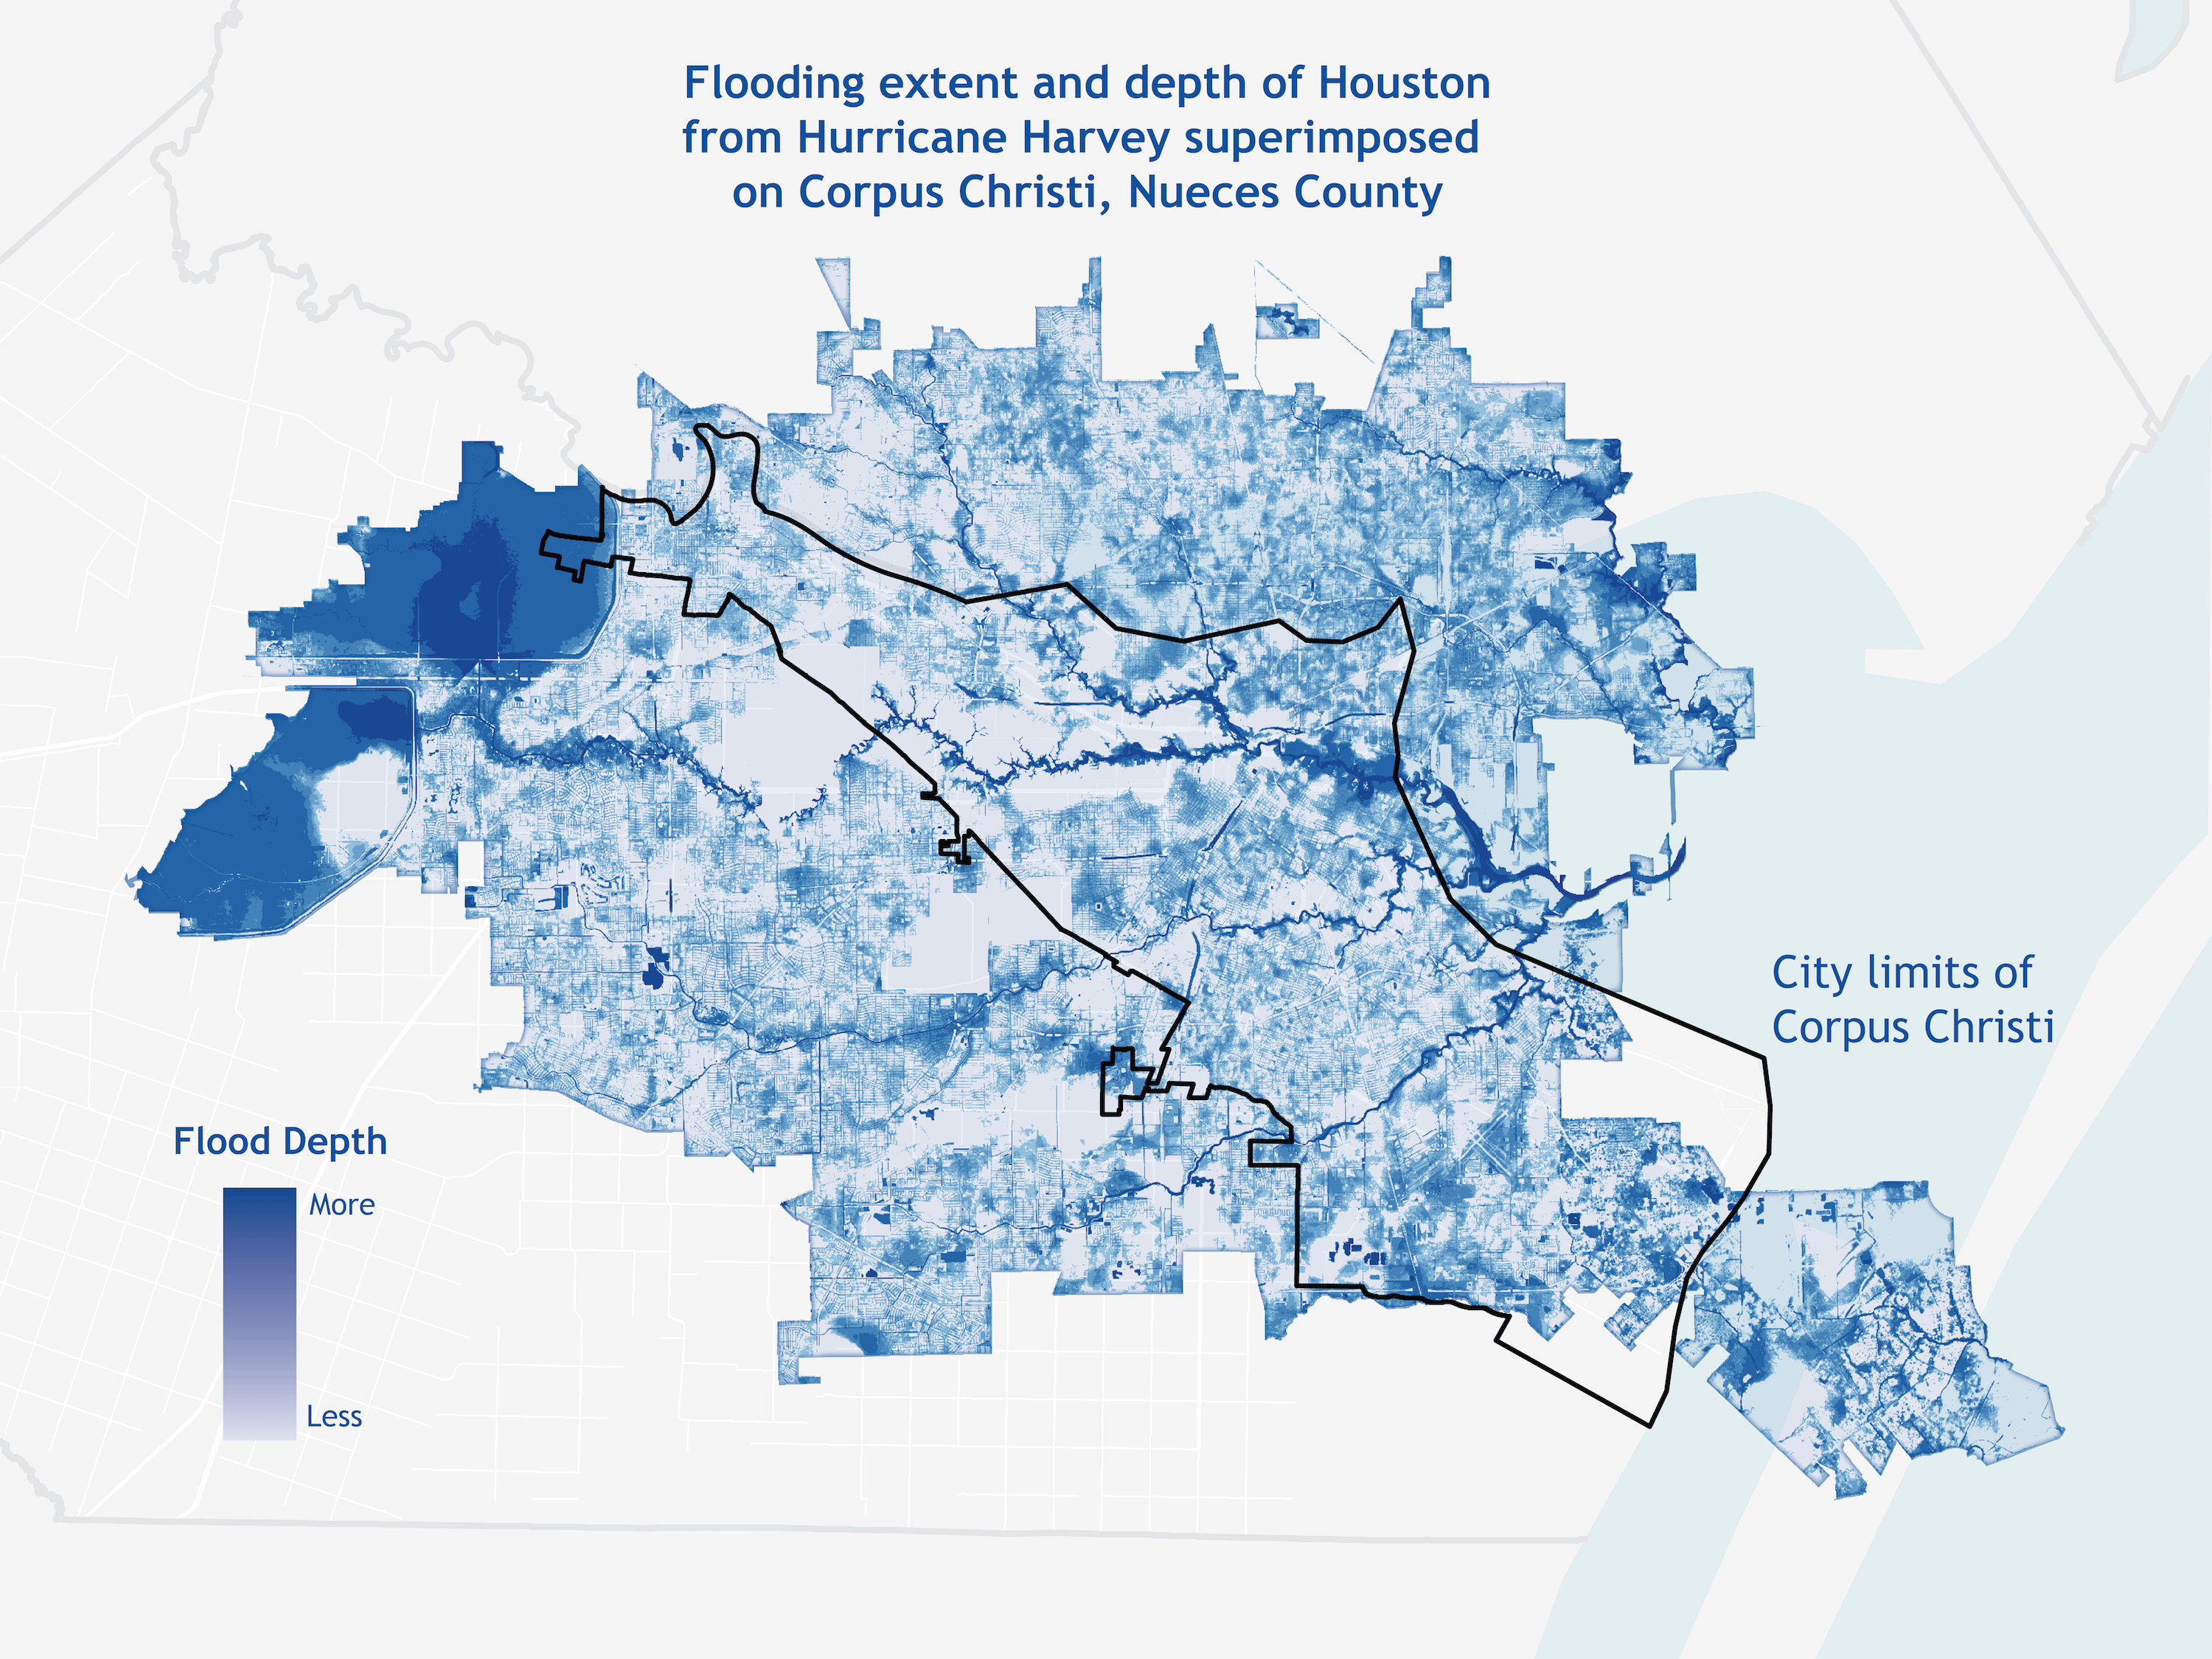 Flooding extent and depth of Houston
from Hurricane Harvey superimposed
on Corpus Christi, Nueces County
City limits of
Corpus Christi
Flood Depth
More
Less